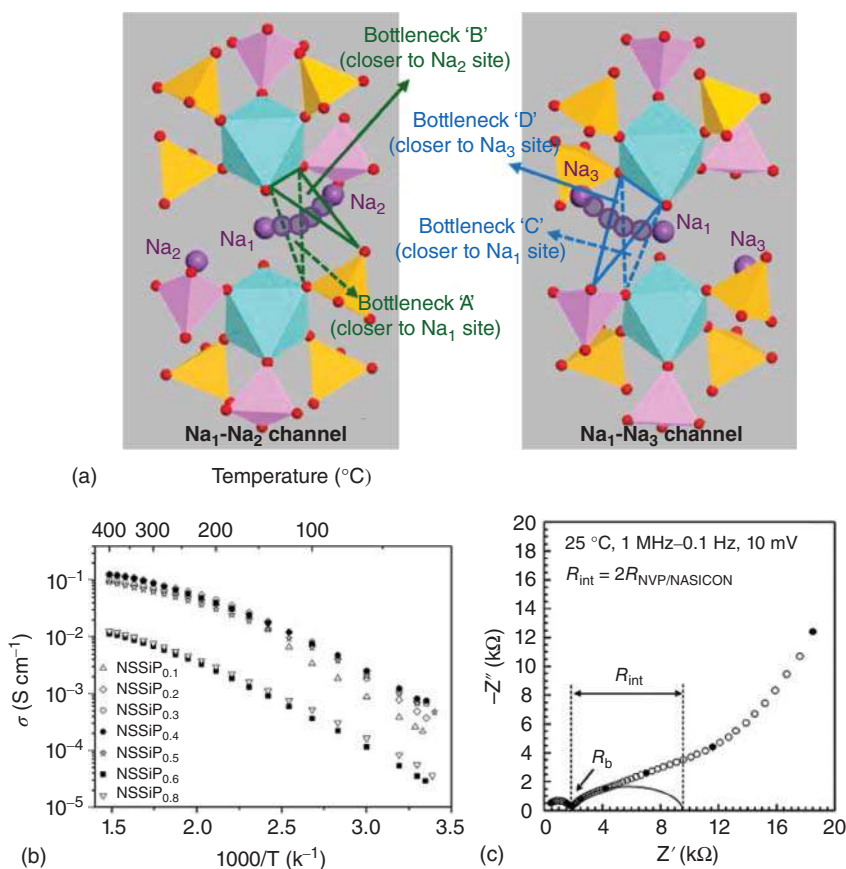 Bottleneck 'B'
(closer to Na2 site)
Na2
Na1
Na2
Bottleneck 'A'
(closer to Na1 site)
Na1-Na2 channel
Bottleneck 'D'
(closer to Na3 site)
Na3
Na1
Bottleneck 'C'
(closer to Na1 site)
Na3
Na1-Na3 channel
(a)
Temperature (°C)
400 300 200 100
10⁻¹
10⁻²
10⁻³
10⁻⁴
10⁻⁵
σ (S cm⁻¹)
NSSiP0.1
NSSiP0.2
NSSiP0.3
NSSiP0.4
NSSiP0.5
NSSiP0.6
NSSiP0.8
1.5 2.0 2.5 3.0 3.5
1000/T (k⁻¹)
(b)
25 °C, 1 MHz–0.1 Hz, 10 mV
Rint = 2RNVP/NASICON
Rint
Rb
20
18
16
14
12
10
8
6
4
2
0
-Z″ (kΩ)
0 4 8 12 16 20
Z′ (kΩ)
(c)